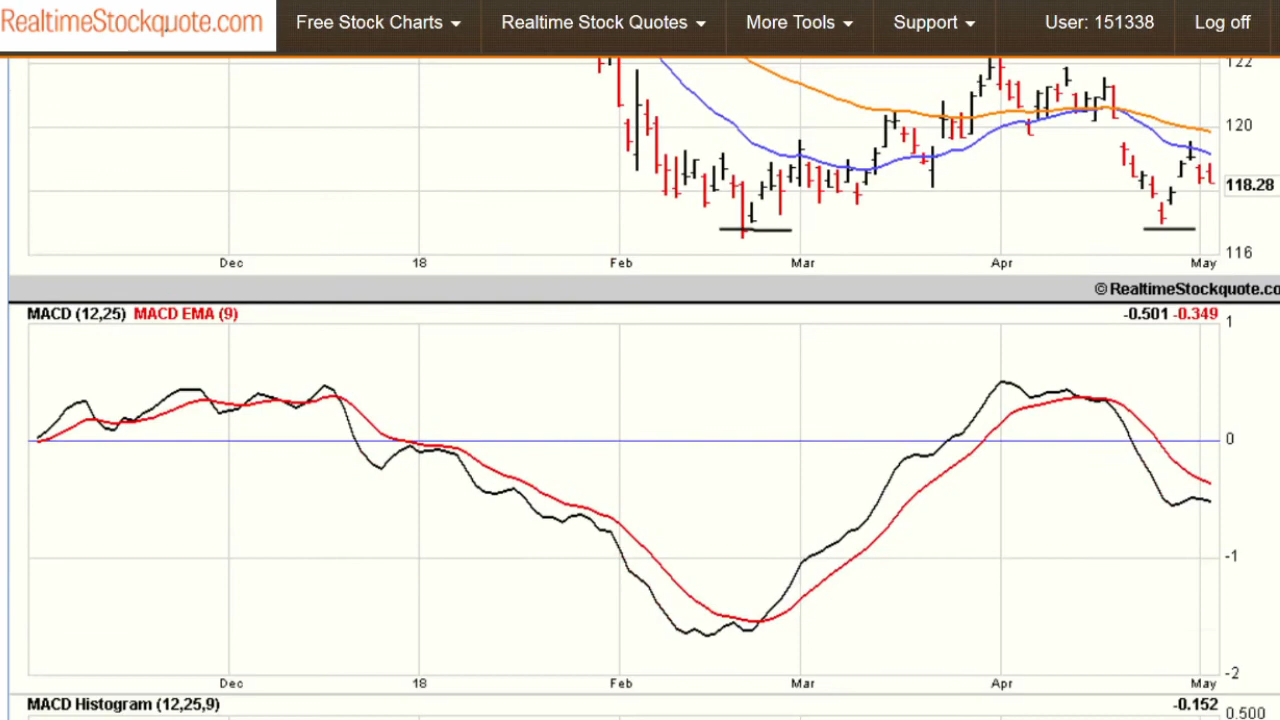 RealtimeStockquote.com Free Stock Charts Realtime Stock Quotes More Tools Support User: 151338 Log off
122
120
118.28
116
Dec 18 Feb Mar Apr May
© RealtimeStockquote.co
MACD (12,25) MACD EMA (9) -0.501 -0.349
1
0
-1
-2
Dec 18 Feb Mar Apr May
MACD Histogram (12,25,9) -0.152
0.500